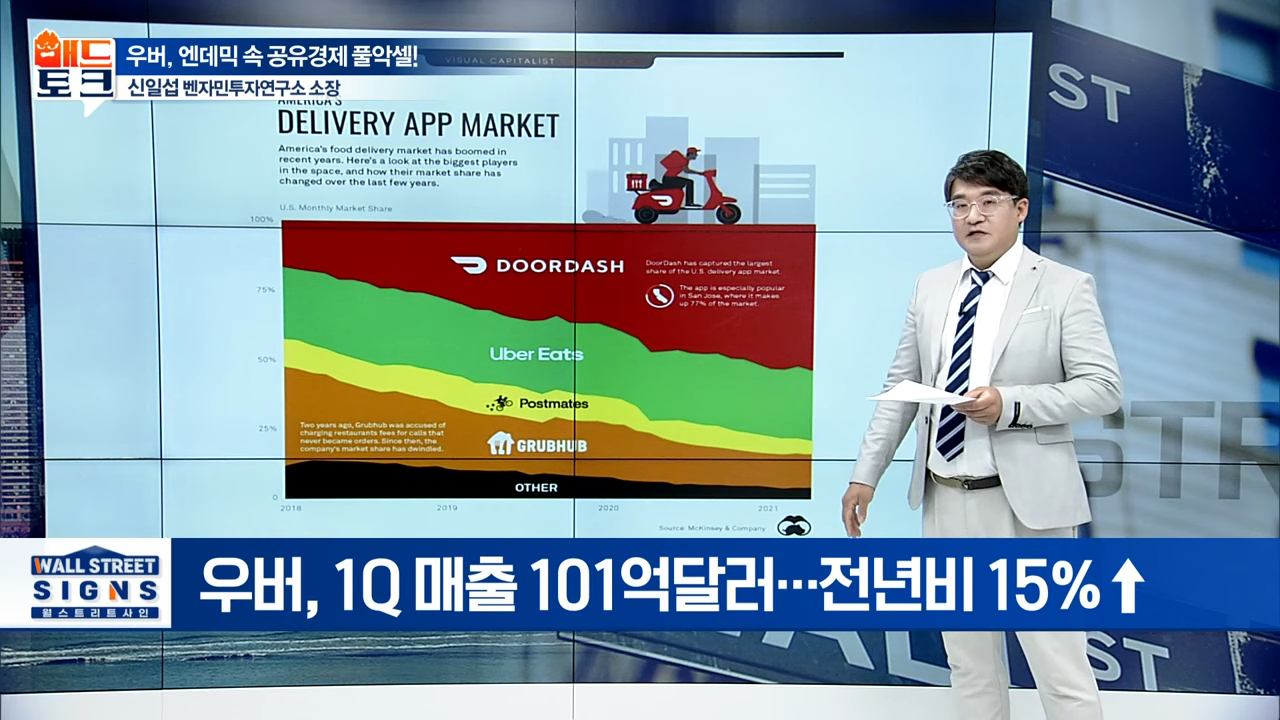 매드
토크
우버, 엔데믹 속 공유경제 풀악셀!
신일섭 벤자민투자연구소 소장
VISUAL CAPITALIST
AMERICA'S
DELIVERY APP MARKET
America's food delivery market has boomed in
recent years. Here's a look at the biggest players
in the space, and how their market share has
changed over the last few years.
U.S. Monthly Market Share
100%
75%
50%
25%
0
DOORDASH
DoorDash has captured the largest
share of the U.S. delivery app market.
The app is especially popular
in San Jose, where it makes
up 77% of the market.
Uber Eats
Postmates
Two years ago, Grubhub was accused of
charging restaurants fees for calls that
never became orders. Since then, the
company's market share has dwindled.
GRUBHUB
OTHER
2018
2019
2020
2021
Source: McKinsey & Company
ST
STR
WALL STREET
SIGNS
월스트리트사인
우버, 1Q 매출 101억달러…전년비 15%↑
WALL
ST